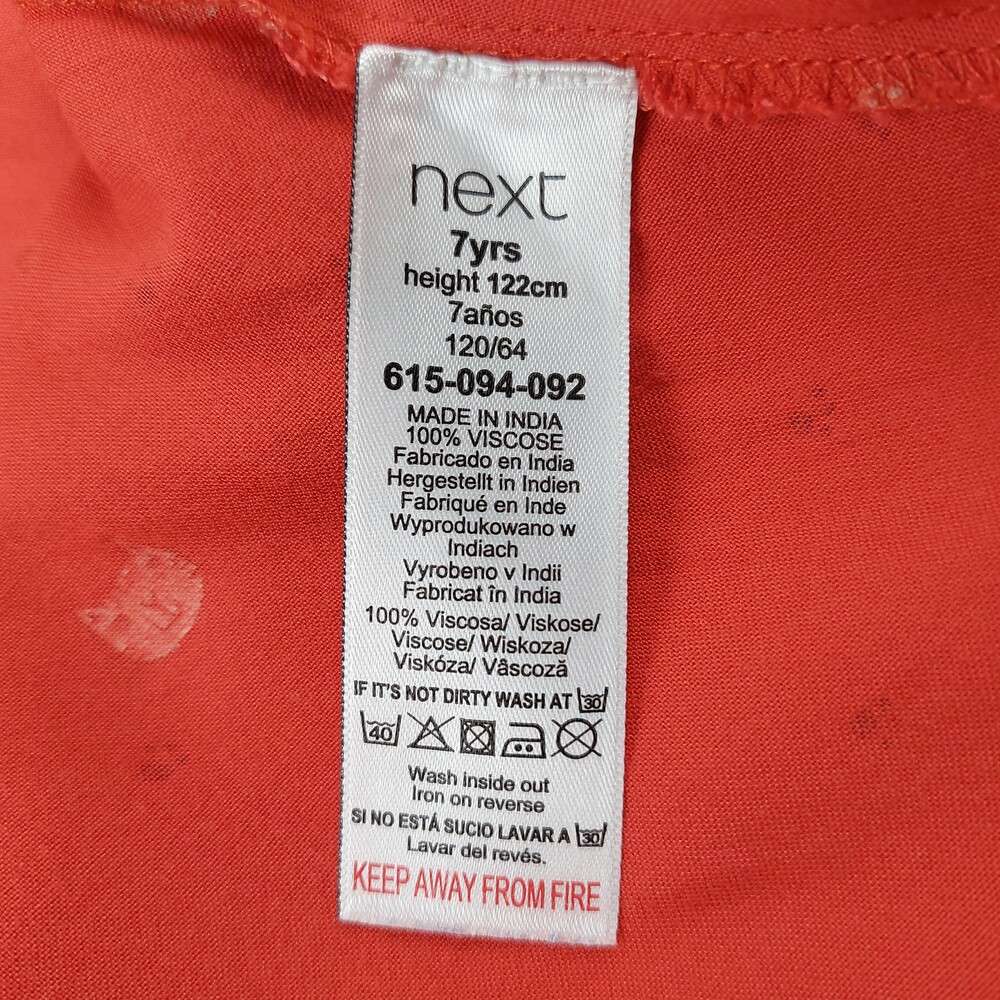 next
7yrs
height 122cm
7años
120/64
615-094-092
MADE IN INDIA
100% VISCOSE
Fabricado en India
Hergestellt in Indien
Fabriqué en Inde
Wyprodukowano w
Indiach
Vyrobeno v Indii
Fabricat în India
100% Viscosa/ Viskose/
Viscose/ Wiskoza/
Viskóza/ Vâscoză
IF IT'S NOT DIRTY WASH AT 30
40
Wash inside out
Iron on reverse
SI NO ESTÁ SUCIO LAVAR A 30
Lavar del revés.
KEEP AWAY FROM FIRE